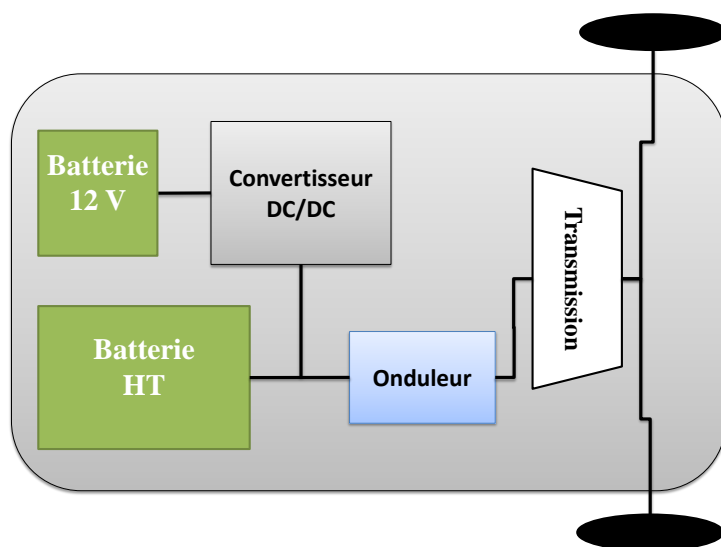 Batterie
12 V
Convertisseur
DC/DC
Transmission
Batterie
HT
Onduleur